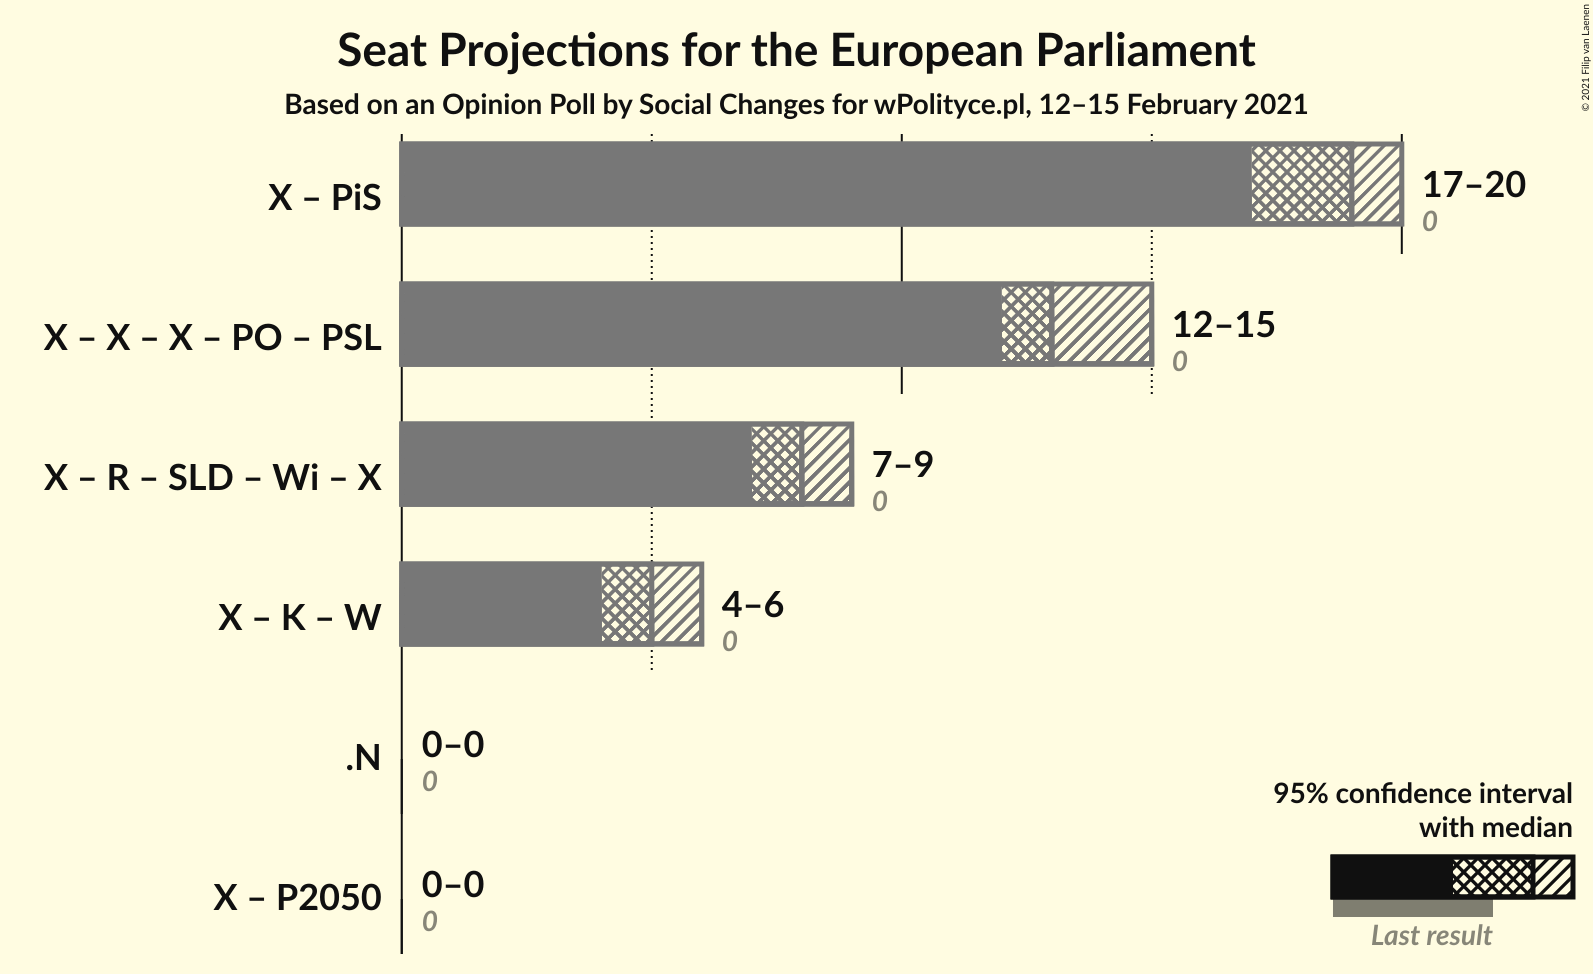 Seat Projections for the European Parliament
Based on an Opinion Poll by Social Changes for wPolityce.pl, 12–15 February 2021
© 2021 Filip van Laenen
X – PiS
17–20
0
X – X – X – PO – PSL
12–15
0
X – R – SLD – Wi – X
7–9
0
X – K – W
4–6
0
.N
0–0
0
X – P2050
0–0
0
95% confidence interval
with median
Last result